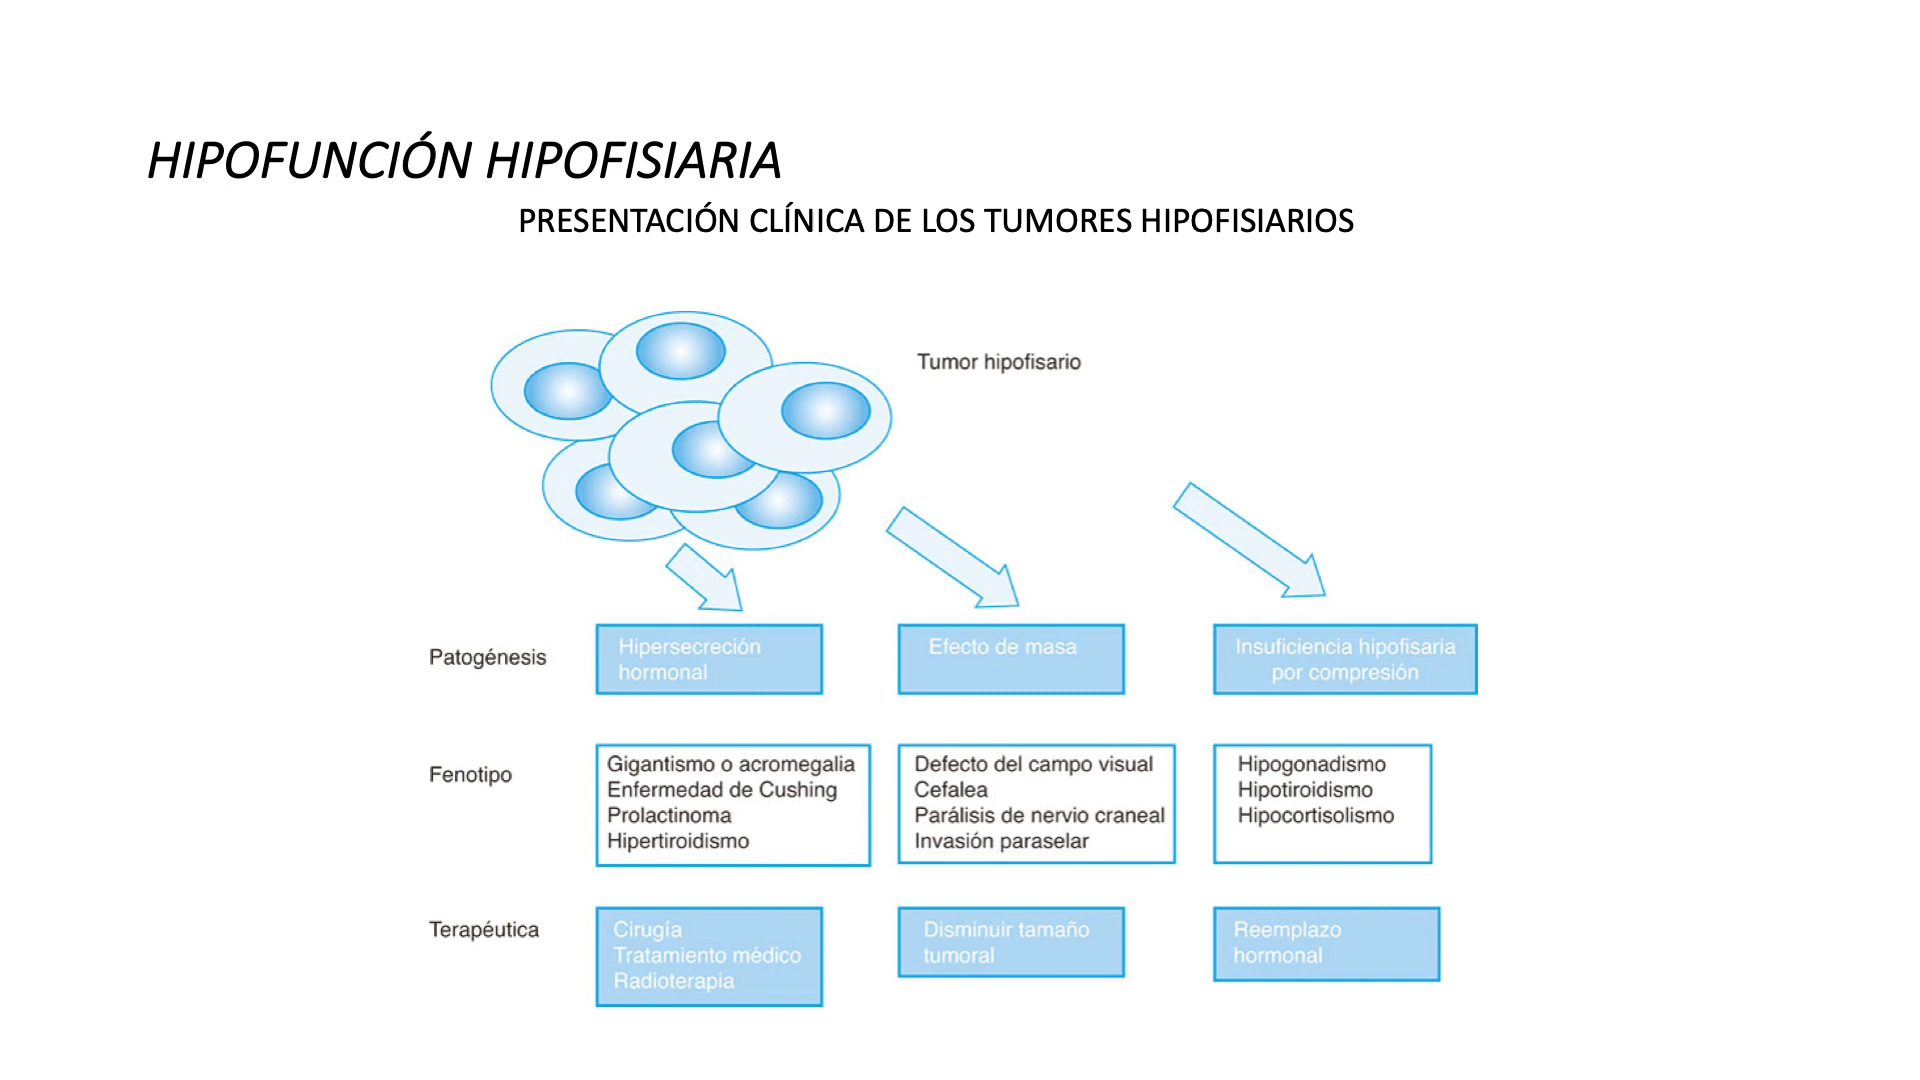 HIPOFUNCIÓN HIPOFISIARIA
PRESENTACIÓN CLÍNICA DE LOS TUMORES HIPOFISIARIOS
Tumor hipofisario
Patogénesis
Hipersecreción
hormonal
Efecto de masa
Insuficiencia hipofisaria
por compresión
Fenotipo
Gigantismo o acromegalia
Enfermedad de Cushing
Prolactinoma
Hipertiroidismo
Defecto del campo visual
Cefalea
Parálisis de nervio craneal
Invasión paraselar
Hipogonadismo
Hipotiroidismo
Hipocortisolismo
Terapéutica
Cirugía
Tratamiento médico
Radioterapia
Disminuir tamaño
tumoral
Reemplazo
hormonal